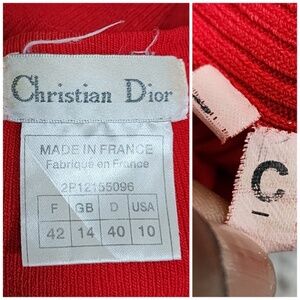 Christian Dior
MADE IN FRANCE
Fabriqué en France
2P12155096
F GB D USA
42 14 40 10
C